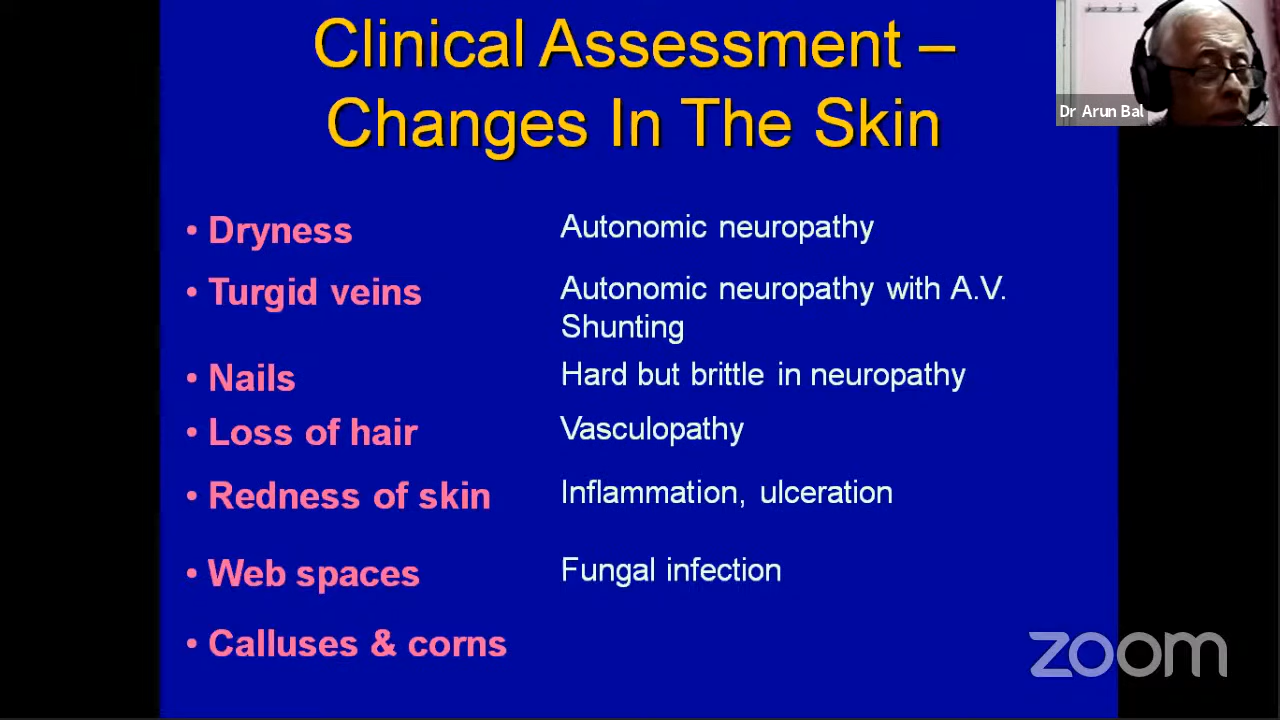 Clinical Assessment –
Changes In The Skin
Dr Arun Bal
• Dryness
Autonomic neuropathy
• Turgid veins
Autonomic neuropathy with A.V.
Shunting
• Nails
Hard but brittle in neuropathy
• Loss of hair
Vasculopathy
• Redness of skin
Inflammation, ulceration
• Web spaces
Fungal infection
• Calluses & corns
zoom